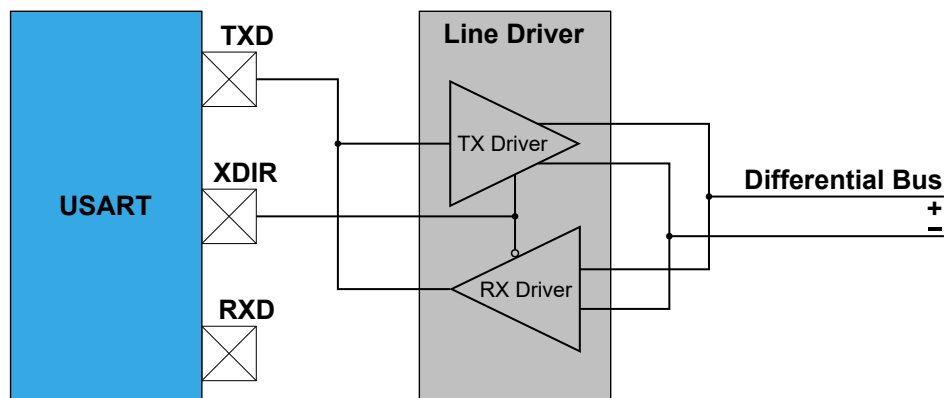 TXD
Line Driver
TX Driver
XDIR
USART
Differential Bus
+
−
RX Driver
RXD